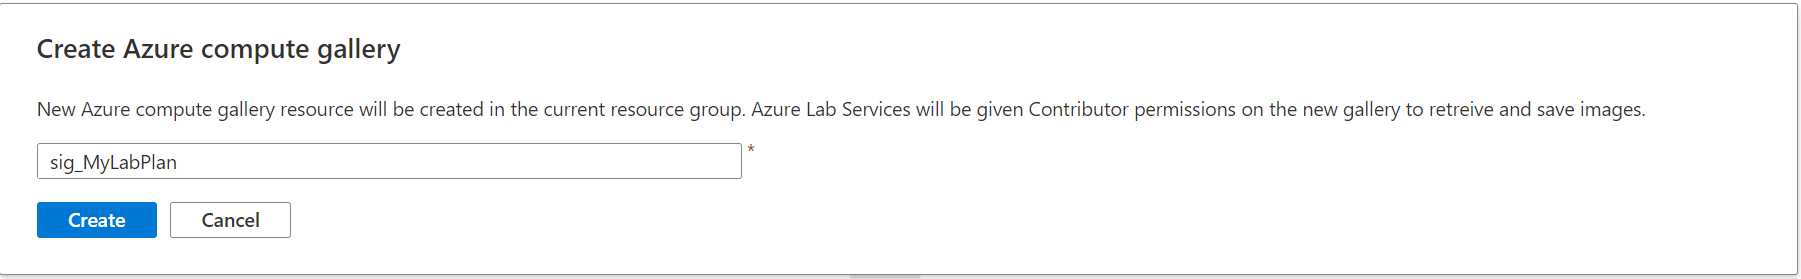 Create Azure compute gallery
New Azure compute gallery resource will be created in the current resource group. Azure Lab Services will be given Contributor permissions on the new gallery to retreive and save images.
sig_MyLabPlan *
Create Cancel